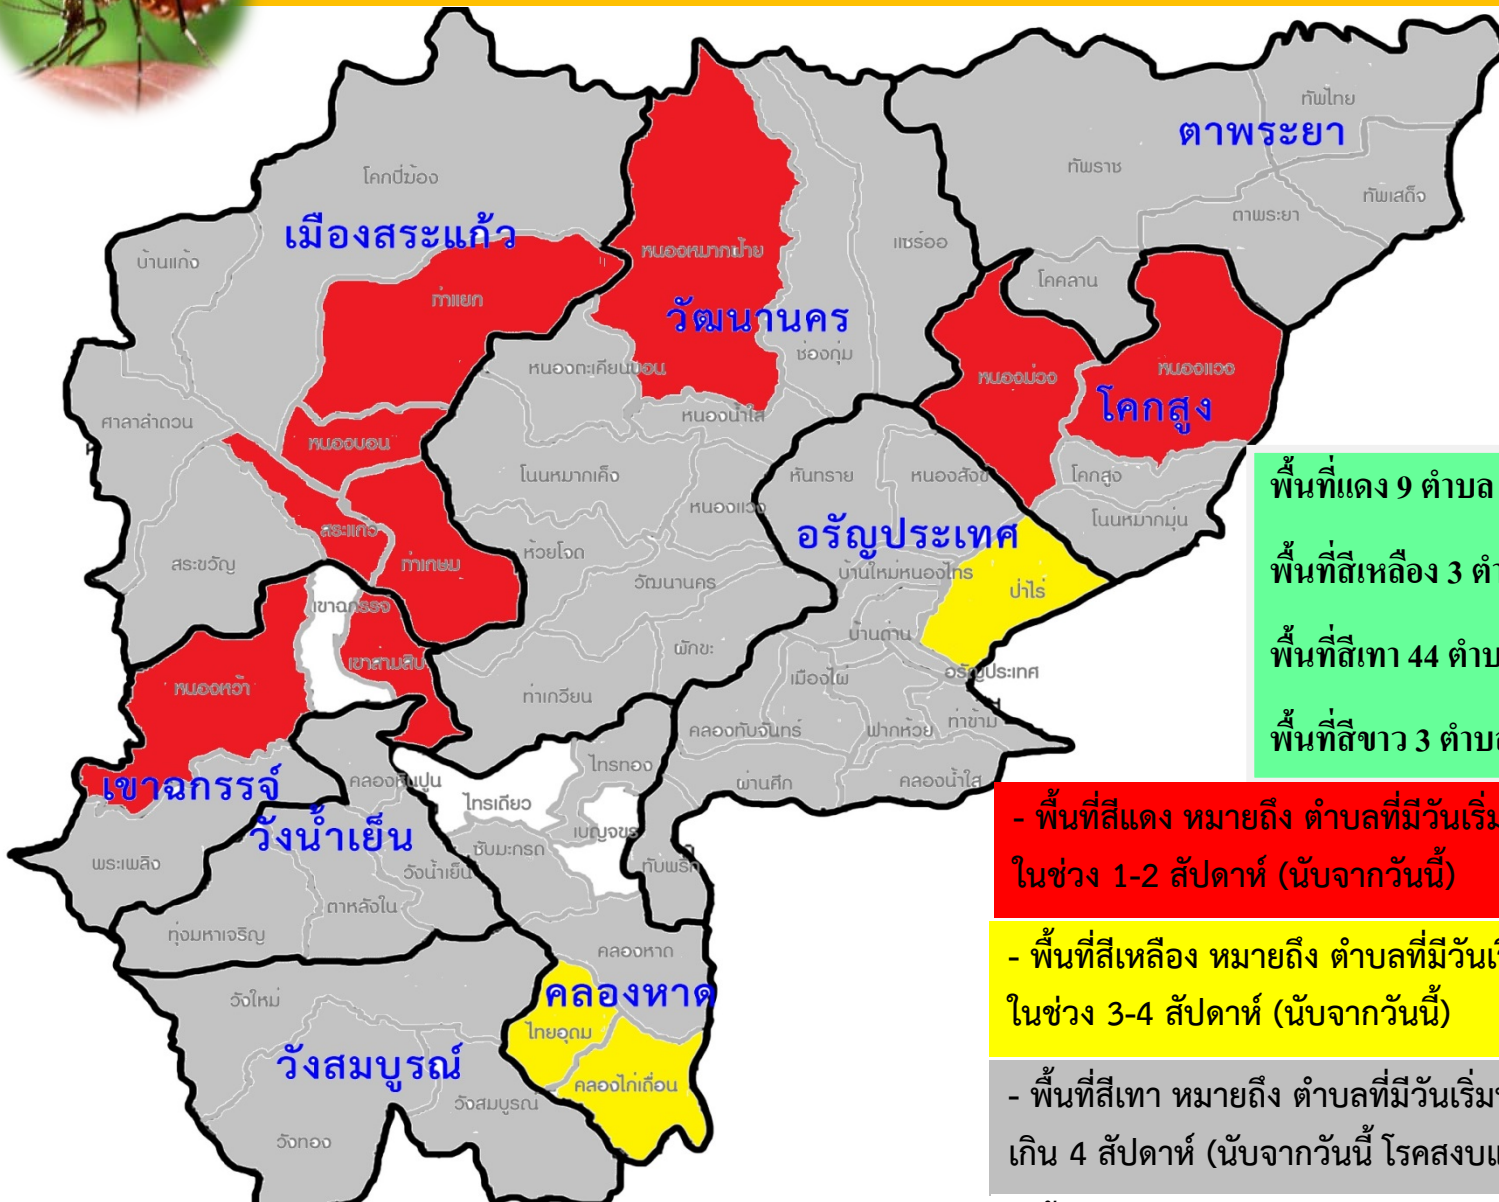 ทัพไทย
ตาพระยา
ทัพราช
โคกปี่ฆ้อง
ทัพเสด็จ
ตาพระยา
เมืองสระแก้ว
แซร์ออ
หนองหมากฝ้าย
บ้านแก้ง
โคคลาน
ท่าแยก
วัฒนานคร
ช่องกุ่ม
หนองตะเคียนบอน
หนองม่วง
หนองแวง
โคกสูง
หนองน้ำใส
ศาลาลำดวน
หนองบอน
โนนหมากเค็ง
หันทราย
หนองสังข์
โคกสูง
พื้นที่แดง 9 ตำบล
หนองแวง
โนนหมากมุ่น
สระแก้ว
อรัญประเทศ
ห้วยโจด
สระขวัญ
ท่าเกษม
บ้านใหม่หนองไทร
พื้นที่สีเหลือง 3
วัฒนานคร
ป่าไร่
เขาฉกรรจ์
บ้านด่าน
ผักขะ
พื้นที่สีเทา 44
เขาสามสิบ
เมืองไผ่
อรัญประเทศ
หนองหว้า
ท่าเกวียน
คลองทับจันทร์
ฟากห้วย
ท่าข้าม
พื้นที่สีขาว 3
ไทรทอง
เขาฉกรรจ์
คลองหินปูน
ผ่านศึก
คลองน้ำใส
ไทรเดียว
- พื้นที่สีแดง หมายถึง ตำบลที่มีวันเริ่ม
วังน้ำเย็น
เบญจขร
ซับมะกรูด
พระเพลิง
วังน้ำเย็น
ทับพริก
ในช่วง 1-2 สัปดาห์ (นับจากวันนี้)
ตาหลังใน
ทุ่งมหาเจริญ
คลองหาด
- พื้นที่สีเหลือง หมายถึง ตำบลที่มีวัน
วังใหม่
คลองหาด
ในช่วง 3-4 สัปดาห์ (นับจากวันนี้)
ไทยอุดม
วังสมบูรณ์
คลองไก่เถื่อน
วังสมบูรณ์
- พื้นที่สีเทา หมายถึง ตำบลที่มีวันเริ่ม
วังทอง
เกิน 4 สัปดาห์ (นับจากวันนี้ โรคสงบ